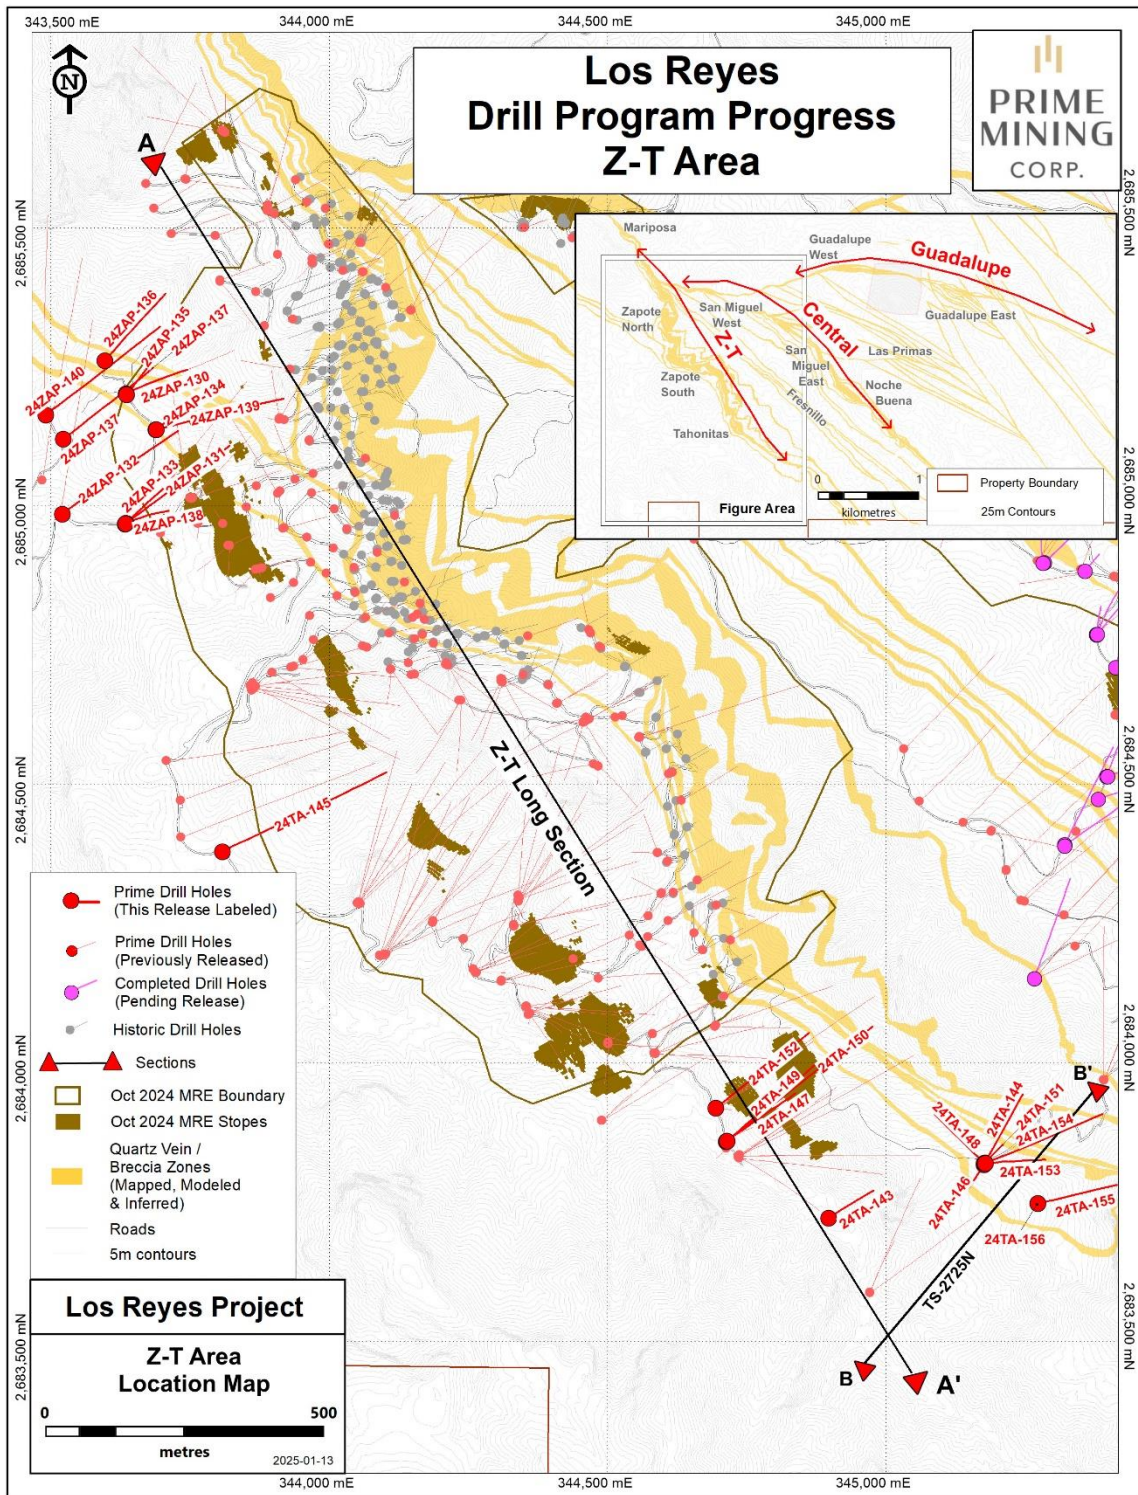 343,500 mE
344,000 mE
344,500 mE
345,000 mE
N
Los Reyes
Drill Program Progress
Z-T Area
PRIME
MINING
CORP.
A
2,685,500 mN
2,685,500 mN
Mariposa
Guadalupe
West
Guadalupe
Zapote
North
San Miguel
West
Central
Guadalupe East
Z-T
San
Miguel
East
Las Primas
Zapote
South
Fresnillo
Noche
Buena
Tahonitas
0
1
kilometres
Figure Area
Property Boundary
25m Contours
24ZAP-136
24ZAP-135
24ZAP-137
24ZAP-140
24ZAP-130
24ZAP-134
24ZAP-139
24ZAP-137
24ZAP-132
24ZAP-133
24ZAP-131
24ZAP-138
2,685,000 mN
2,685,000 mN
Z-T Long Section
24TA-145
2,684,500 mN
2,684,500 mN
Prime Drill Holes
(This Release Labeled)
Prime Drill Holes
(Previously Released)
Completed Drill Holes
(Pending Release)
Historic Drill Holes
Sections
Oct 2024 MRE Boundary
Oct 2024 MRE Stopes
Quartz Vein /
Breccia Zones
(Mapped, Modeled
& Inferred)
Roads
5m contours
2,684,000 mN
2,684,000 mN
24TA-152
24TA-150
24TA-149
24TA-147
B'
24TA-148
24TA-144
24TA-151
24TA-154
24TA-153
24TA-146
24TA-143
24TA-155
24TA-156
TS-2725N
B
A'
Los Reyes Project
Z-T Area
Location Map
0
500
metres
2025-01-13
2,683,500 mN
2,683,500 mN
344,000 mE
344,500 mE
345,000 mE